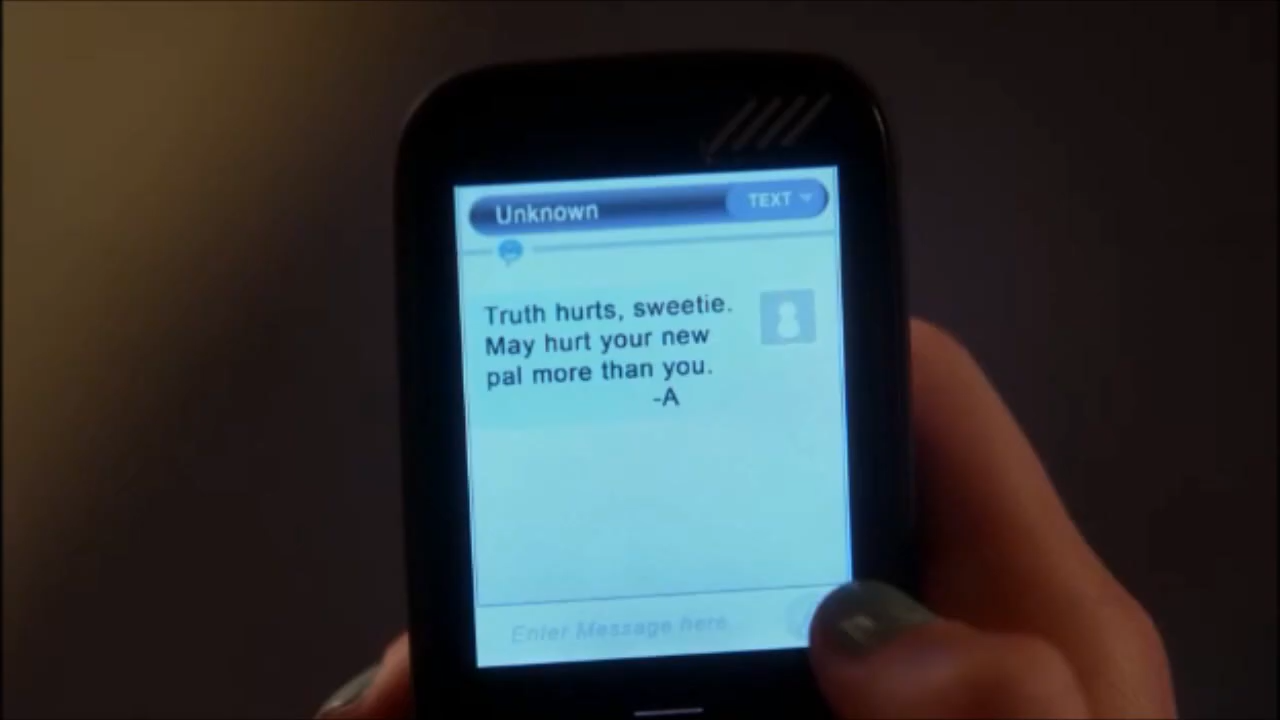 Unknown
TEXT
Truth hurts, sweetie.
May hurt your new
pal more than you.
-A
Enter Message here